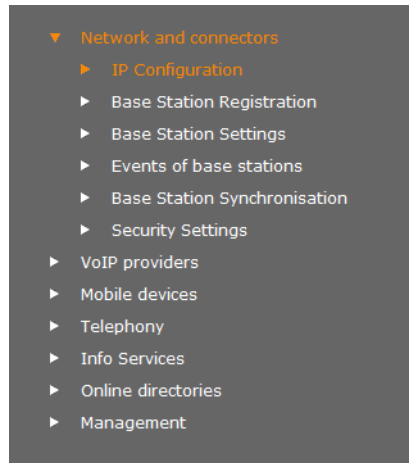 Network and connectors
IP Configuration
Base Station Registration
Base Station Settings
Events of base stations
Base Station Synchronisation
Security Settings
VoIP providers
Mobile devices
Telephony
Info Services
Online directories
Management